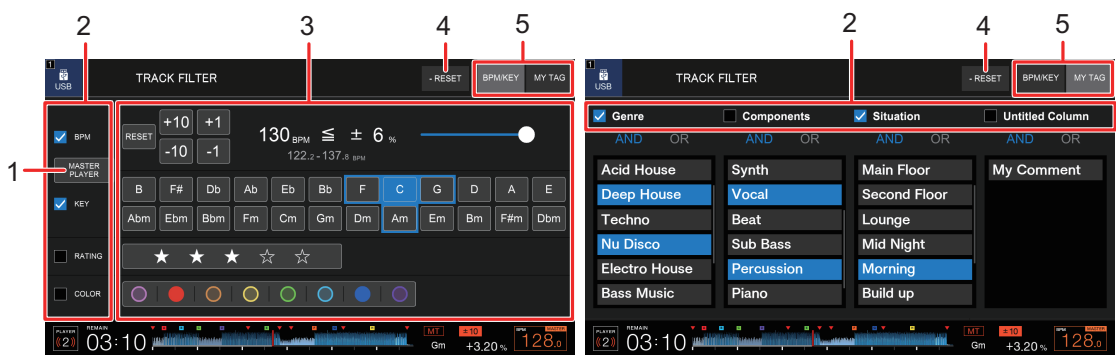 2 3 4 5
1 USB TRACK FILTER - RESET BPM/KEY MY TAG
BPM
1 MASTER PLAYER
KEY
RATING
COLOR
RESET +10 +1
-10 -1
130 BPM ≦ ± 6 %
122.2 - 137.8 BPM
B F# Db Ab Eb Bb F C G D A E
Abm Ebm Bbm Fm Cm Gm Dm Am Em Bm F#m Dbm
★ ★ ★ ☆ ☆
PLAYER 2 REMAIN 03:10 MT Gm ±10 +3.20 % BPM MASTER 128.0
2 4 5
1 USB TRACK FILTER - RESET BPM/KEY MY TAG
Genre Components Situation Untitled Column
AND OR AND OR AND OR AND OR
Acid House Synth Main Floor My Comment
Deep House Vocal Second Floor
Techno Beat Lounge
Nu Disco Sub Bass Mid Night
Electro House Percussion Morning
Bass Music Piano Build up
PLAYER 2 REMAIN 03:10 MT Gm ±10 +3.20 % BPM MASTER 128.0